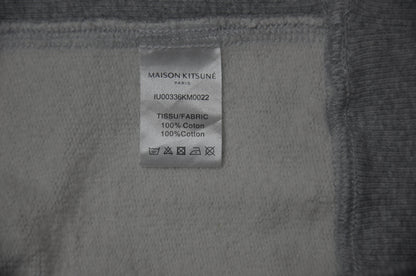 MAISON KITSUNÉ
PARIS
IU00336KM0022
TISSU/FABRIC
100% Coton
100%Cotton